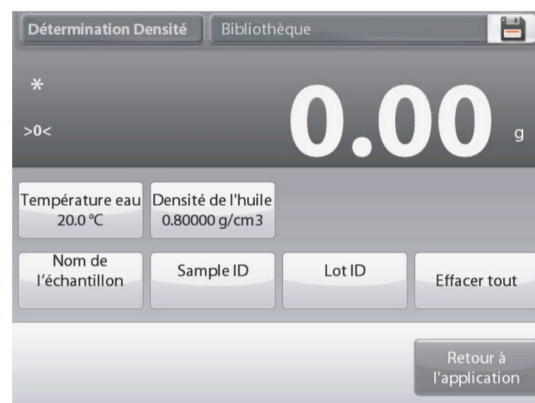 Détermination Densité Bibliothèque
*
0.00 g
>0<
Température eau
20.0 °C
Densité de l'huile
0.80000 g/cm3
Nom de
l'échantillon
Sample ID
Lot ID
Effacer tout
Retour à
l'application